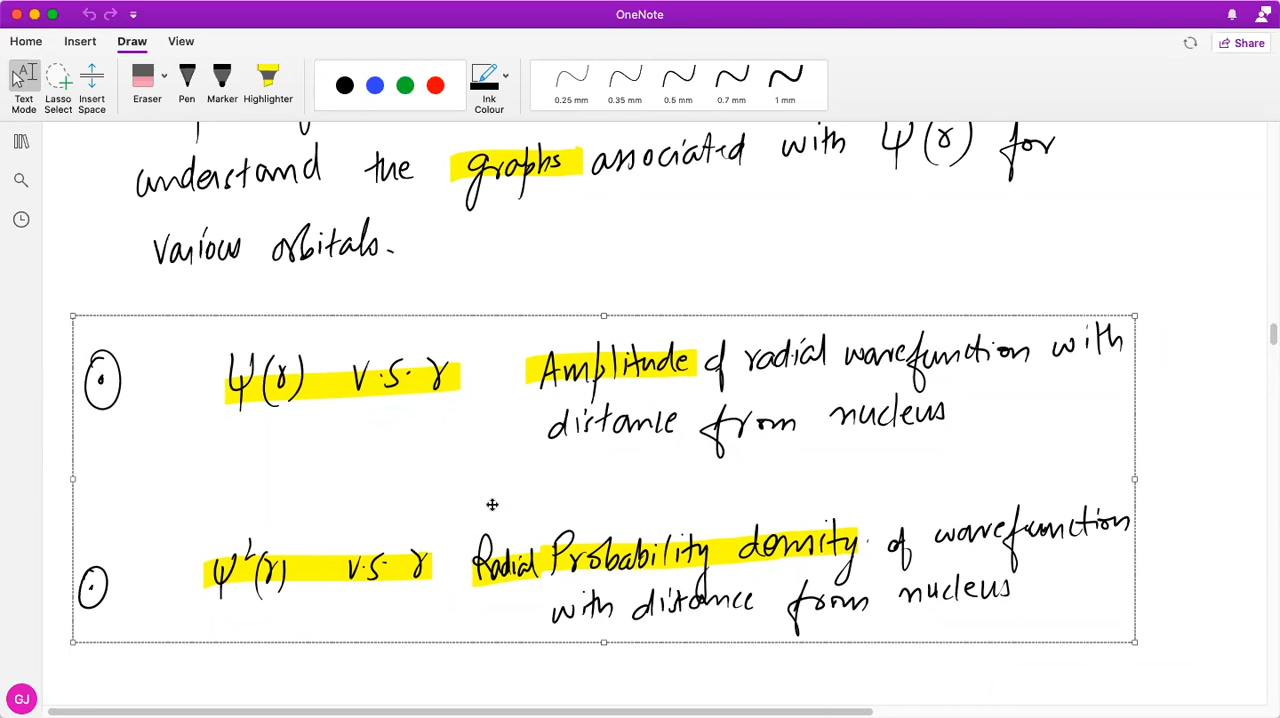 OneNote
Home Insert Draw View
Share
Text Mode
Lasso Select
Insert Space
Eraser
Pen
Marker
Highlighter
Ink Colour
0.25 mm
0.35 mm
0.5 mm
0.7 mm
1 mm
understand the graphs associated with ψ(r) for
various orbitals.
ψ(r) v.s. r Amplitude of radial wavefunction with
distance from nucleus
ψ²(r) v.s. r Radial Probability density of wavefunction
with distance from nucleus
GJ